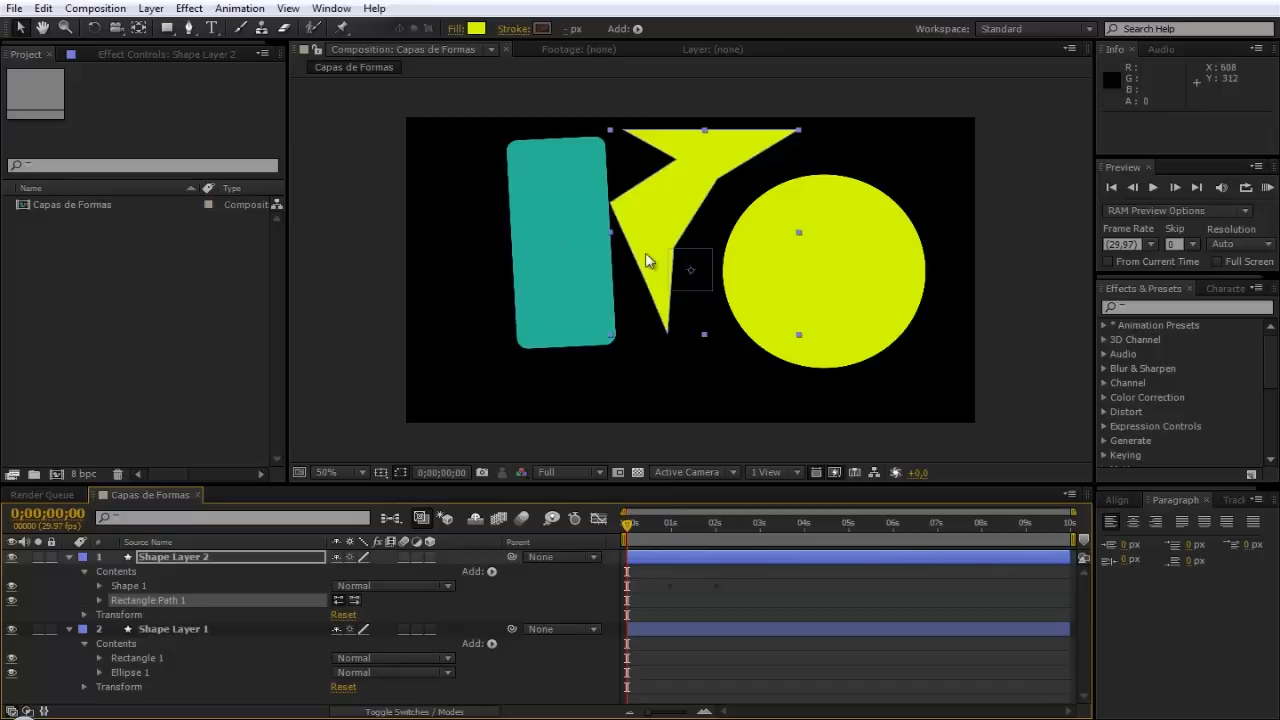 File Edit Composition Layer Effect Animation View Window Help
Fill: Stroke: - px Add:
Workspace: Standard
Search Help
Project Effect Controls: Shape Layer 2
Composition: Capas de Formas Footage: (none) Layer: (none)
Capas de Formas
Name Type
Capas de Formas Composit
8 bpc
50% 0;00;00;00 Full Active Camera 1 View +0,0
Info Audio
R : X : 608
G : Y : 312
B :
A : 0
Preview
RAM Preview Options
Frame Rate Skip Resolution
(29,97) 0 Auto
From Current Time Full Screen
Effects & Presets Characte
* Animation Presets
3D Channel
Audio
Blur & Sharpen
Channel
Color Correction
Distort
Expression Controls
Generate
Keying
Render Queue Capas de Formas
0;00;00;00
00000 (29.97 fps)
01s 02s 03s 04s 05s 06s 07s 08s 09s 10s
# Source Name Parent
1 Shape Layer 2 None
Contents Add:
Shape 1 Normal
Rectangle Path 1
Transform Reset
2 Shape Layer 1 None
Contents Add:
Rectangle 1 Normal
Ellipse 1 Normal
Transform Reset
Toggle Switches / Modes
Align Paragraph Track
0 px 0 px 0 px
0 px 0 px